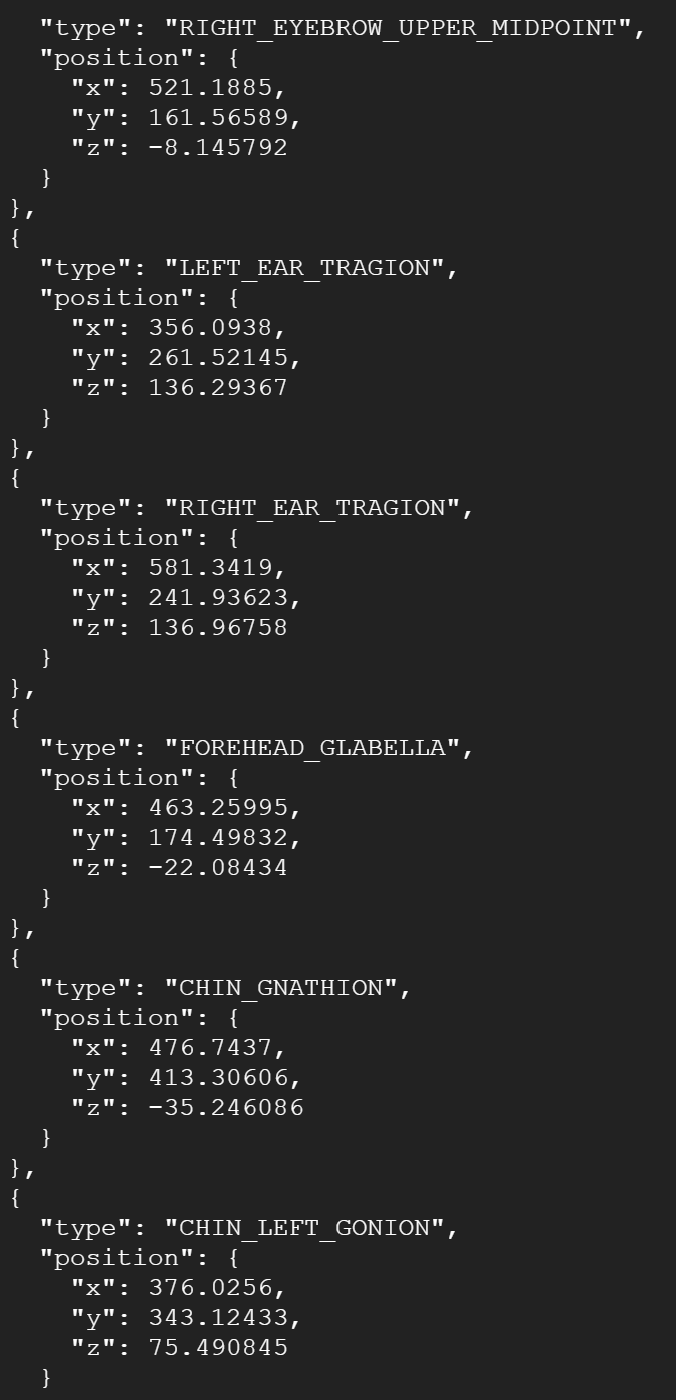 "type": "RIGHT_EYEBROW_UPPER_MIDPOINT",
"position": {
"x": 521.1885,
"y": 161.56589,
"z": -8.145792
}
},
{
"type": "LEFT_EAR_TRAGION",
"position": {
"x": 356.0938,
"y": 261.52145,
"z": 136.29367
}
},
{
"type": "RIGHT_EAR_TRAGION",
"position": {
"x": 581.3419,
"y": 241.93623,
"z": 136.96758
}
},
{
"type": "FOREHEAD_GLABELLA",
"position": {
"x": 463.25995,
"y": 174.49832,
"z": -22.08434
}
},
{
"type": "CHIN_GNATHION",
"position": {
"x": 476.7437,
"y": 413.30606,
"z": -35.246086
}
},
{
"type": "CHIN_LEFT_GONION",
"position": {
"x": 376.0256,
"y": 343.12433,
"z": 75.490845
}